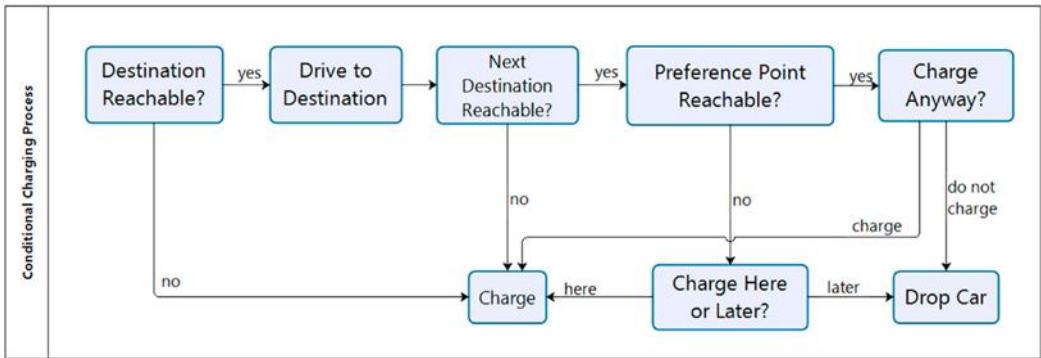 Conditional Charging Process
Destination
Reachable?
yes
Drive to
Destination
Next
Destination
Reachable?
yes
Preference Point
Reachable?
yes
Charge
Anyway?
no
no
do not
charge
charge
no
Charge
here
Charge Here
or Later?
later
Drop Car